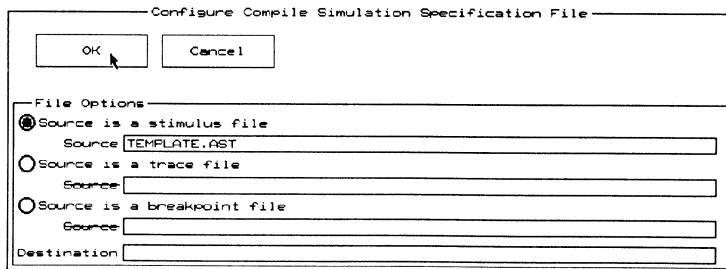 Configure Compile Simulation Specification File
OK Cancel
File Options
Source is a stimulus file
Source TEMPLATE.AST
Source is a trace file
Source
Source is a breakpoint file
Source
Destination